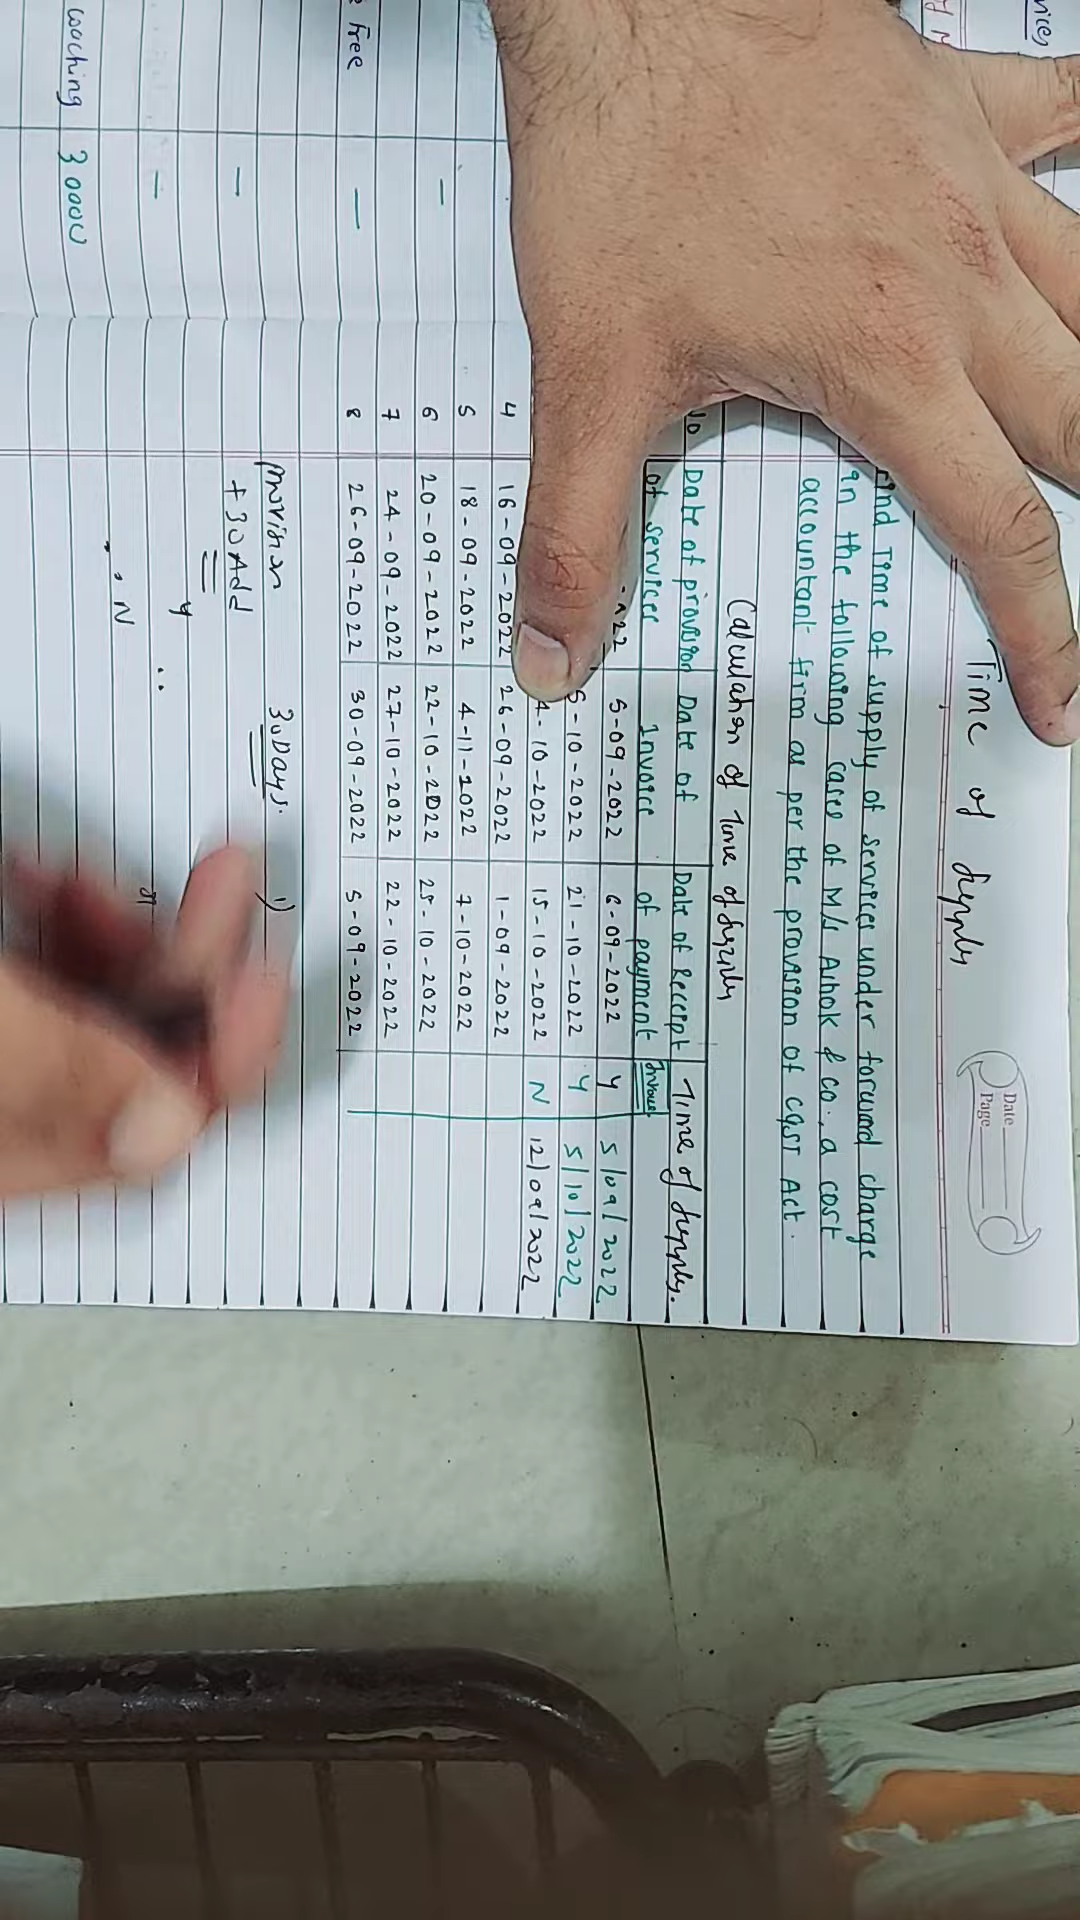 Date
Page
Time of Supply
Find Time of supply of services under forward charge
in the following cases of M/s Ashok & co., a cost
accountant firm as per the provision of CGST Act.
Calculation of Time of Supply
No Date of provision Date of Date of Receipt Time of Supply.
of services Invoice of payment Invoice
5-09-2022 6-09-2022 Y 5/09/2022
5-10-2022 21-10-2022 Y 5/10/2022
4-10-2022 15-10-2022 N 12/09/2022
4 16-09-2022 26-09-2022 1-09-2022
5 18-09-2022 4-11-2022 7-10-2022
6 20-09-2022 22-10-2022 25-10-2022
7 24-09-2022 27-10-2022 22-10-2022
8 26-09-2022 30-09-2022 5-09-2022
Provision 30 Days. 1)
+ 30 Add
Y
N
vices
Free
coaching 30000